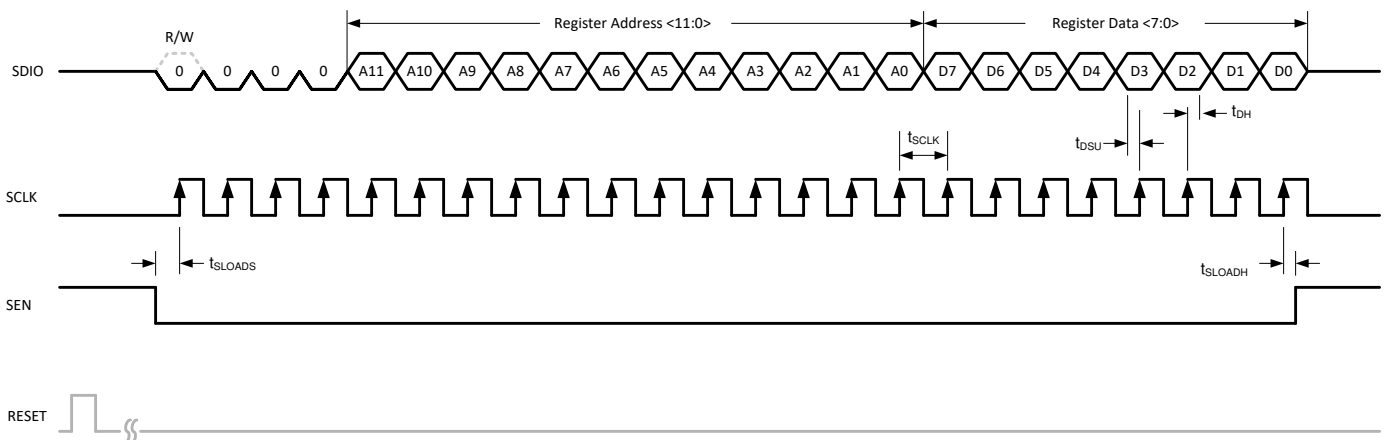 Register Address <11:0>
Register Data <7:0>
R/W
SDIO
0 0 0 0 A11 A10 A9 A8 A7 A6 A5 A4 A3 A2 A1 A0 D7 D6 D5 D4 D3 D2 D1 D0
tDH
tSCLK
tDSU
SCLK
tSLOADS
tSLOADH
SEN
RESET